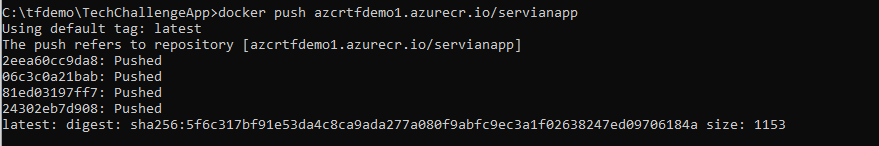 C:\tfdemo\TechChallengeApp>docker push azcrtfdemo1.azurecr.io/servianapp
Using default tag: latest
The push refers to repository [azcrtfdemo1.azurecr.io/servianapp]
2eea60cc9da8: Pushed
06c3c0a21bab: Pushed
81ed03197ff7: Pushed
24302eb7d908: Pushed
latest: digest: sha256:5f6c317bf91e53da4c8ca9ada277a080f9abfc9ec3a1f02638247ed09706184a size: 1153